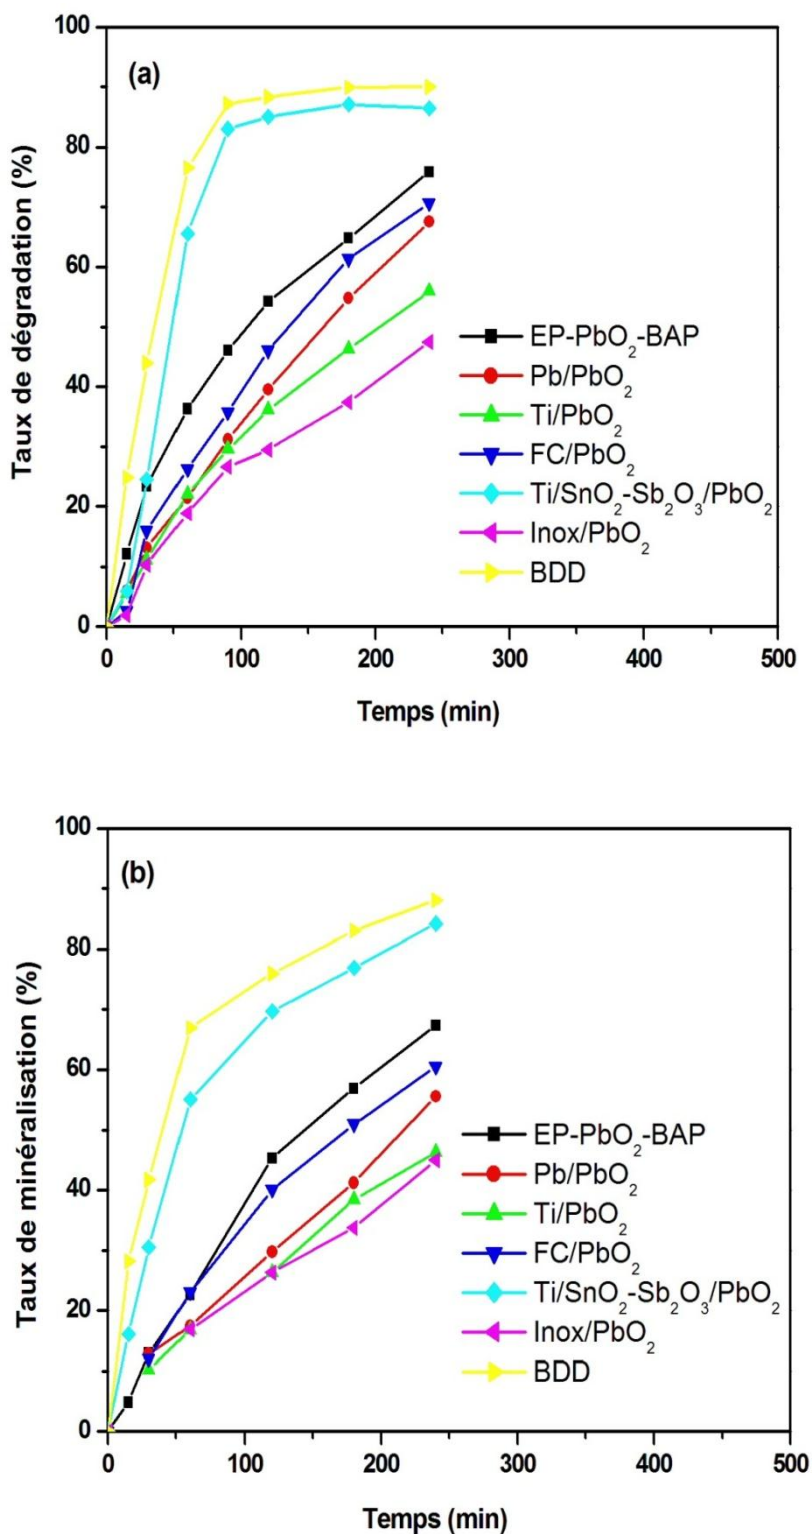 100
(a)
80
60
40
20
0
Taux de dégradation (%)
EP-PbO₂-BAP
Pb/PbO₂
Ti/PbO₂
FC/PbO₂
Ti/SnO₂-Sb₂O₃/PbO₂
Inox/PbO₂
BDD
0 100 200 300 400 500
Temps (min)
100
(b)
80
60
40
20
0
Taux de minéralisation (%)
EP-PbO₂-BAP
Pb/PbO₂
Ti/PbO₂
FC/PbO₂
Ti/SnO₂-Sb₂O₃/PbO₂
Inox/PbO₂
BDD
0 100 200 300 400 500
Temps (min)